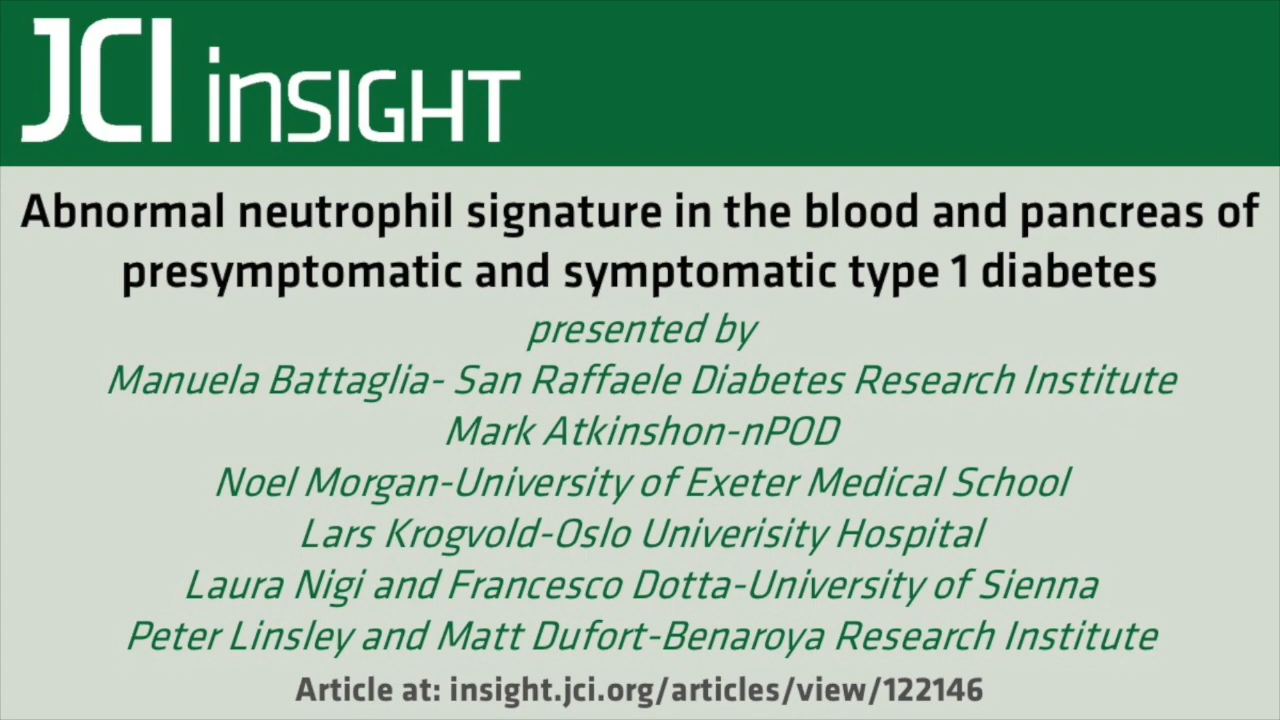 JCI insight
Abnormal neutrophil signature in the blood and pancreas of
presymptomatic and symptomatic type 1 diabetes
presented by
Manuela Battaglia- San Raffaele Diabetes Research Institute
Mark Atkinshon-nPOD
Noel Morgan-University of Exeter Medical School
Lars Krogvold-Oslo Univerisity Hospital
Laura Nigi and Francesco Dotta-University of Sienna
Peter Linsley and Matt Dufort-Benaroya Research Institute
Article at: insight.jci.org/articles/view/122146